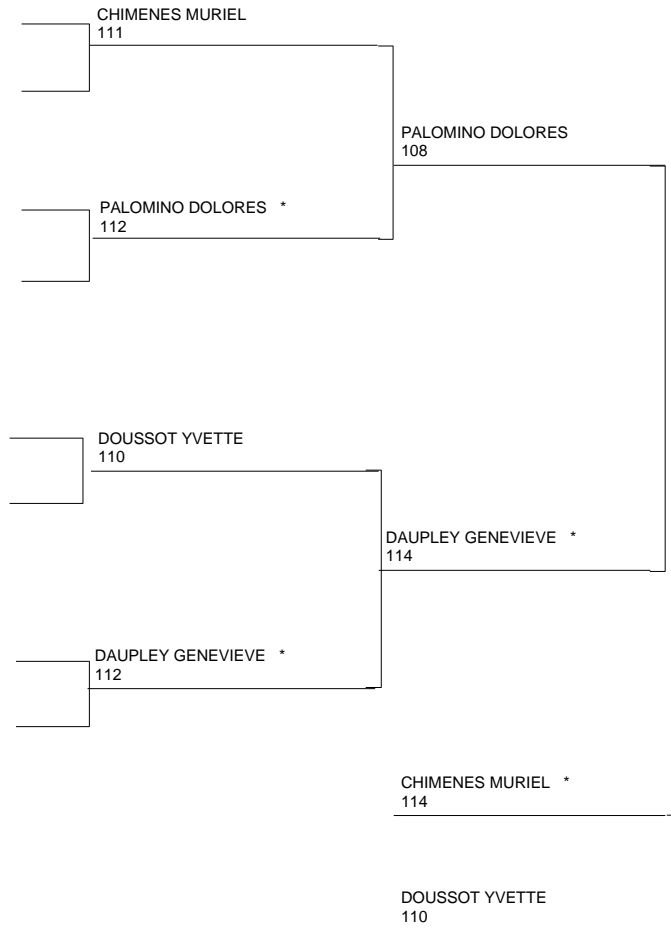 CHIMENES MURIEL
111
PALOMINO DOLORES
108
PALOMINO DOLORES *
112
DOUSSOT YVETTE
110
DAUPLEY GENEVIEVE *
114
DAUPLEY GENEVIEVE *
112
CHIMENES MURIEL *
114
DOUSSOT YVETTE
110